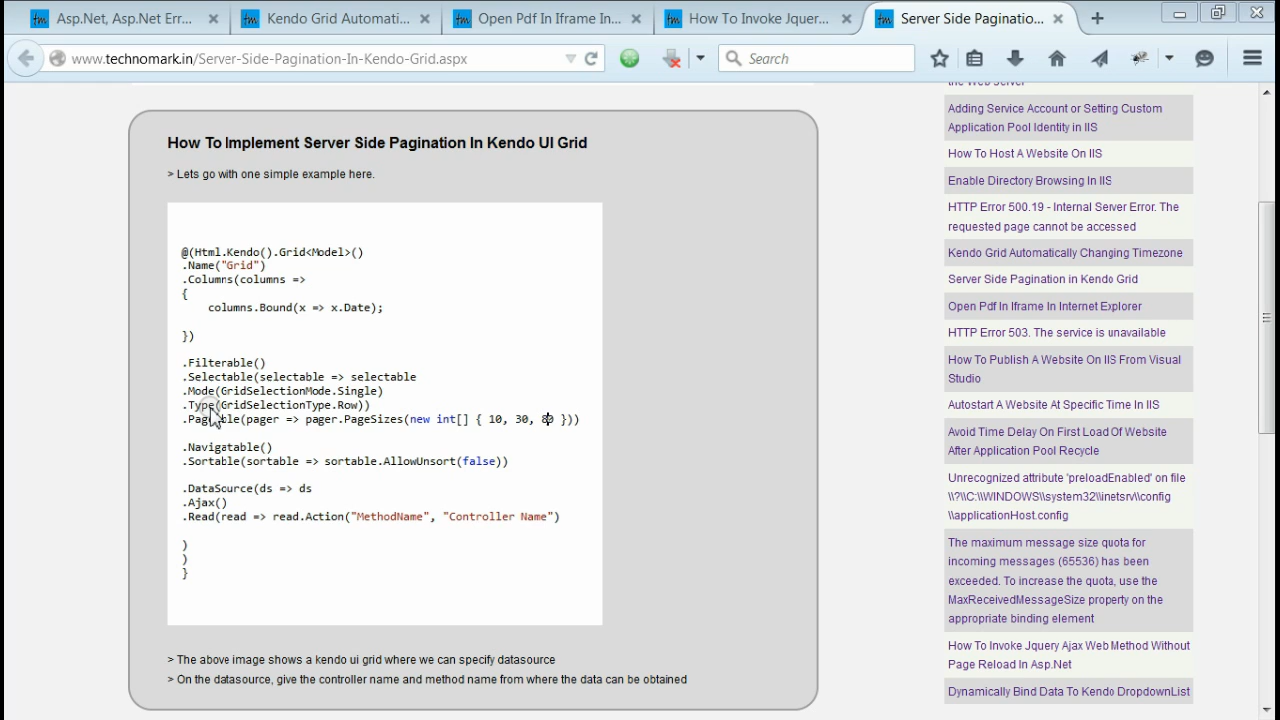 Asp.Net, Asp.Net Err...
Kendo Grid Automati...
Open Pdf In Iframe In...
How To Invoke Jquer...
Server Side Paginatio...
www.technomark.in/Server-Side-Pagination-In-Kendo-Grid.aspx
Search
How To Implement Server Side Pagination In Kendo UI Grid
> Lets go with one simple example here.
@(Html.Kendo().Grid<Model>()
.Name("Grid")
.Columns(columns =>
{
columns.Bound(x => x.Date);
})
.Filterable()
.Selectable(selectable => selectable
.Mode(GridSelectionMode.Single)
.Type(GridSelectionType.Row))
.Pageable(pager => pager.PageSizes(new int[] { 10, 30, 80 }))
.Navigatable()
.Sortable(sortable => sortable.AllowUnsort(false))
.DataSource(ds => ds
.Ajax()
.Read(read => read.Action("MethodName", "Controller Name")
)
)
}
> The above image shows a kendo ui grid where we can specify datasource
> On the datasource, give the controller name and method name from where the data can be obtained
the Web server
Adding Service Account or Setting Custom
Application Pool Identity in IIS
How To Host A Website On IIS
Enable Directory Browsing In IIS
HTTP Error 500.19 - Internal Server Error. The
requested page cannot be accessed
Kendo Grid Automatically Changing Timezone
Server Side Pagination in Kendo Grid
Open Pdf In Iframe In Internet Explorer
HTTP Error 503. The service is unavailable
How To Publish A Website On IIS From Visual
Studio
Autostart A Website At Specific Time In IIS
Avoid Time Delay On First Load Of Website
After Application Pool Recycle
Unrecognized attribute 'preloadEnabled' on file
\\?\\C:\\WINDOWS\\system32\\inetsrv\\config
\\applicationHost.config
The maximum message size quota for
incoming messages (65536) has been
exceeded. To increase the quota, use the
MaxReceivedMessageSize property on the
appropriate binding element
How To Invoke Jquery Ajax Web Method Without
Page Reload In Asp.Net
Dynamically Bind Data To Kendo DropdownList